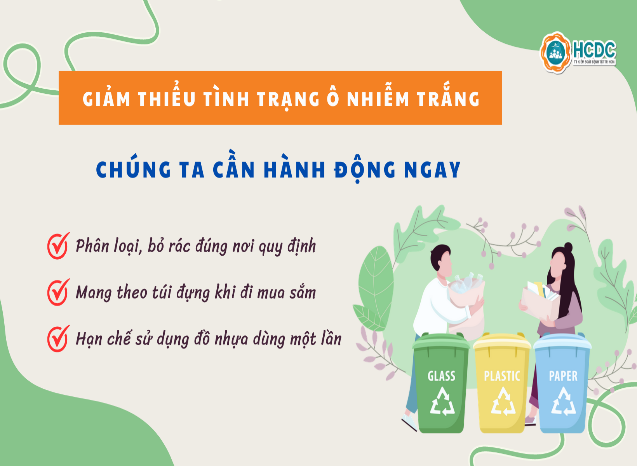 HCDC
GIẢM THIỂU TÌNH TRẠNG Ô NHIỄM TRẮNG
CHÚNG TA CẦN HÀNH ĐỘNG NGAY
Phân loại, bỏ rác đúng nơi quy định
Mang theo túi đựng khi đi mua sắm
Hạn chế sử dụng đồ nhựa dùng một lần
GLASS
PLASTIC
PAPER